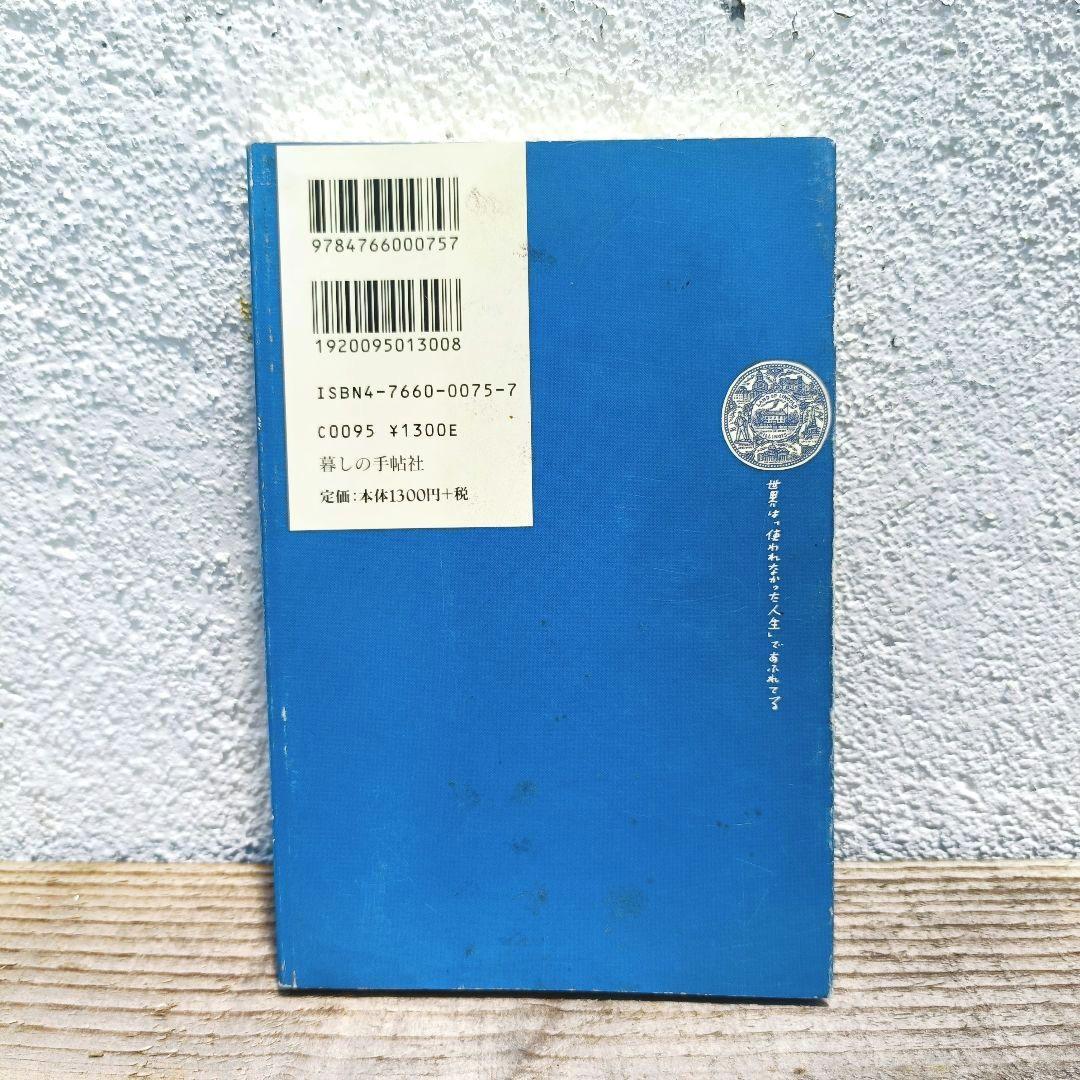 9784766000757
1920095013008
ISBN4-7660-0075-7
C0095 ¥1300E
暮しの手帖社
定価:本体1300円+税
世界は「使われなかった人生」であふれてる